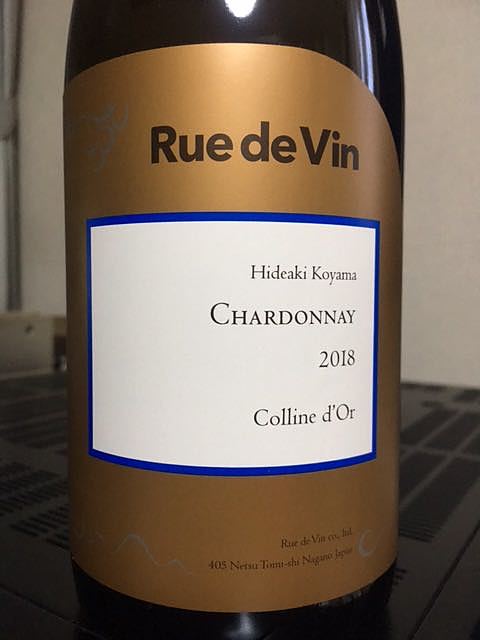 Rue de Vin
Hideaki Koyama
CHARDONNAY
2018
Colline d'Or
Rue de Vin co., ltd.
405 Netsu Tomi-shi Nagano Japan